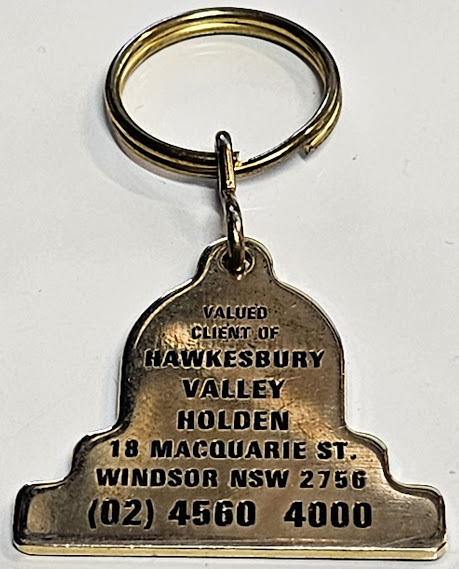 VALUED
CLIENT OF
HAWKESBURY
VALLEY
HOLDEN
18 MACQUARIE ST.
WINDSOR NSW 2756
(02) 4560 4000